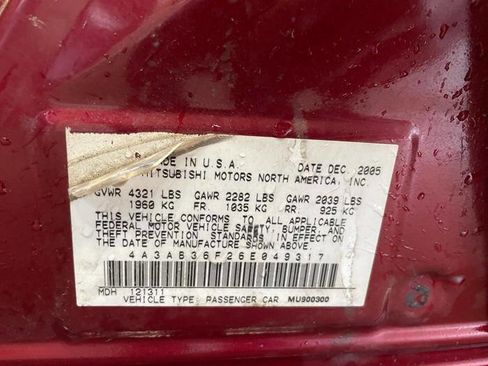 DE IN U.S.A. DATE DEC. 2005
MITSUBISHI MOTORS NORTH AMERICA, INC.
GVWR 4321 LBS GAWR 2282 LBS GAWR 2039 LBS
1960 KG FR. 1035 KG RR. 925 KG
THIS VEHICLE CONFORMS TO ALL APPLICABLE
FEDERAL MOTOR VEHICLE SAFETY, BUMPER, AND
THEFT PREVENTION STANDARDS IN EFFECT ON
THE DATE OF MANUFACTURE SHOWN ABOVE.
4A3AB36F26E049317
MDH 121311
VEHICLE TYPE: PASSENGER CAR MU900300